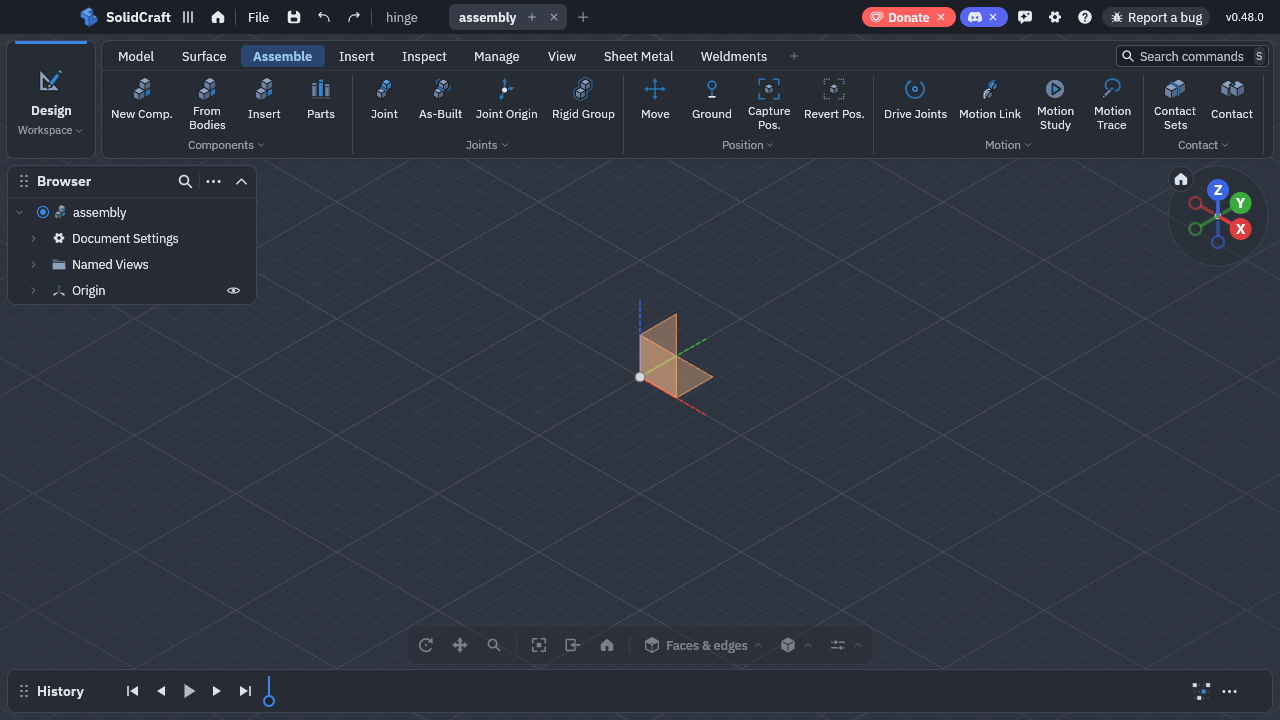 SolidCraft
File
hinge
assembly
Donate
Report a bug
v0.48.0
Design
Workspace
Model
Surface
Assemble
Insert
Inspect
Manage
View
Sheet Metal
Weldments
Search commands
S
New Comp.
From Bodies
Insert
Parts
Components
Joint
As-Built
Joint Origin
Rigid Group
Joints
Move
Ground
Capture Pos.
Revert Pos.
Position
Drive Joints
Motion Link
Motion Study
Motion Trace
Motion
Contact Sets
Contact
Contact
Browser
assembly
Document Settings
Named Views
Origin
Z
Y
X
Faces & edges
History